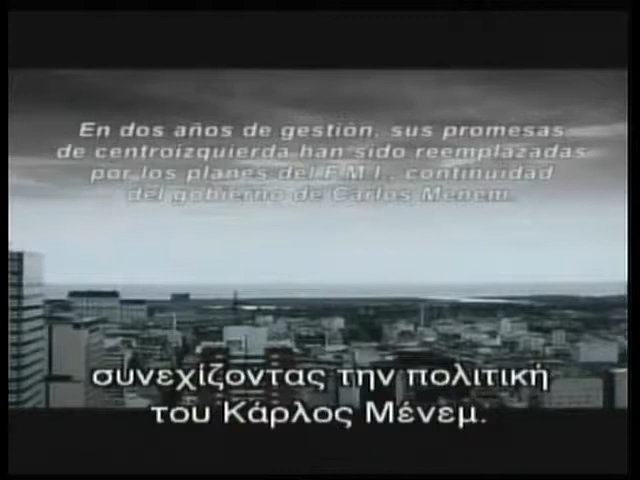 En dos años de gestión, sus promesas
de centroizquierda han sido reemplazadas
por los planes del F.M.I., continuidad
del gobierno de Carlos Menem.
συνεχίζοντας την πολιτική
του Κάρλος Μένεμ.